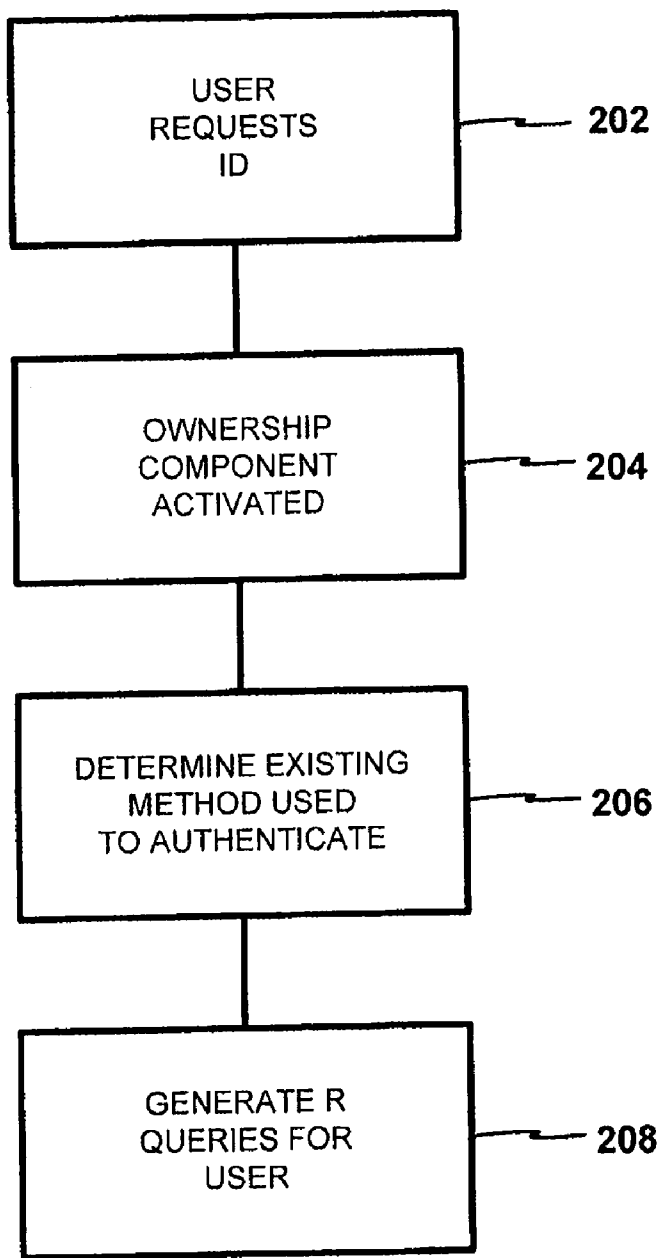 USER
REQUESTS
ID
202
OWNERSHIP
COMPONENT
ACTIVATED
204
DETERMINE EXISTING
METHOD USED
TO AUTHENTICATE
206
GENERATE R
QUERIES FOR
USER
208